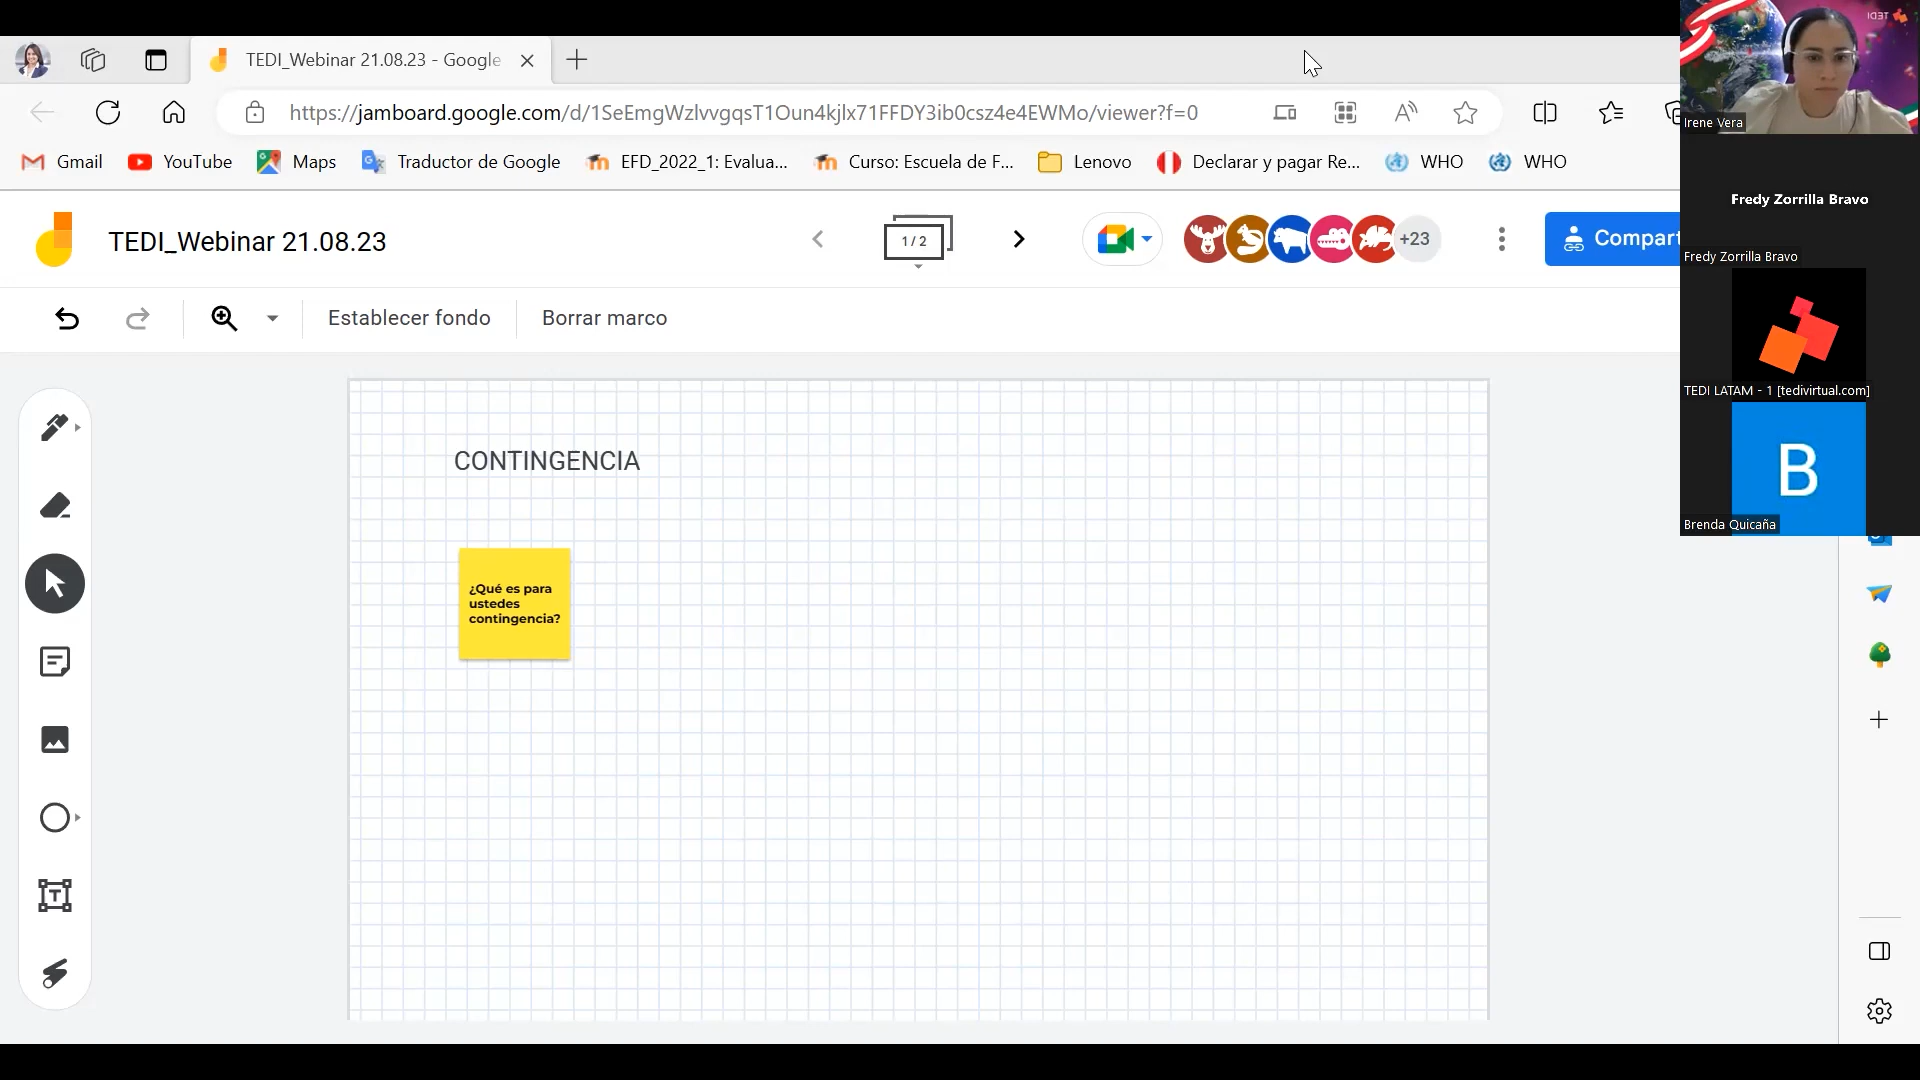 TEDI_Webinar 21.08.23 - Google
https://jamboard.google.com/d/1SeEmgWzlvvgqsT1Oun4kjlx71FFDY3ib0csz4e4EWMo/viewer?f=0
Gmail
YouTube
Maps
Traductor de Google
EFD_2022_1: Evalua...
Curso: Escuela de F...
Lenovo
Declarar y pagar Re...
WHO
WHO
TEDI_Webinar 21.08.23
1 / 2
+23
Compart
Establecer fondo
Borrar marco
CONTINGENCIA
¿Qué es para
ustedes
contingencia?
TEDI
Irene Vera
Fredy Zorrilla Bravo
Fredy Zorrilla Bravo
TEDI LATAM - 1 [tedivirtual.com]
B
Brenda Quicaña